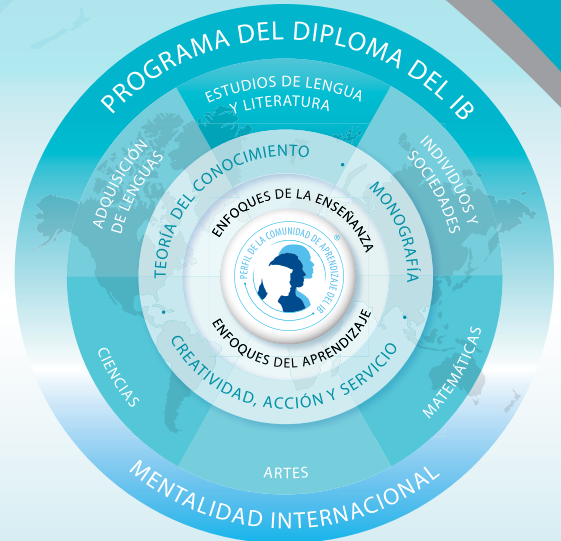 PROGRAMA DEL DIPLOMA DEL IB
ESTUDIOS DE LENGUA
Y LITERATURA
ADQUISICIÓN
DE LENGUAS
INDIVIDUOS Y
SOCIEDADES
TEORÍA DEL CONOCIMIENTO
MONOGRAFÍA
ENFOQUES DE LA ENSEÑANZA
PERFIL DE LA COMUNIDAD DE APRENDIZAJE DEL IB
®
ENFOQUES DEL APRENDIZAJE
CREATIVIDAD, ACCIÓN Y SERVICIO
CIENCIAS
MATEMÁTICAS
ARTES
MENTALIDAD INTERNACIONAL